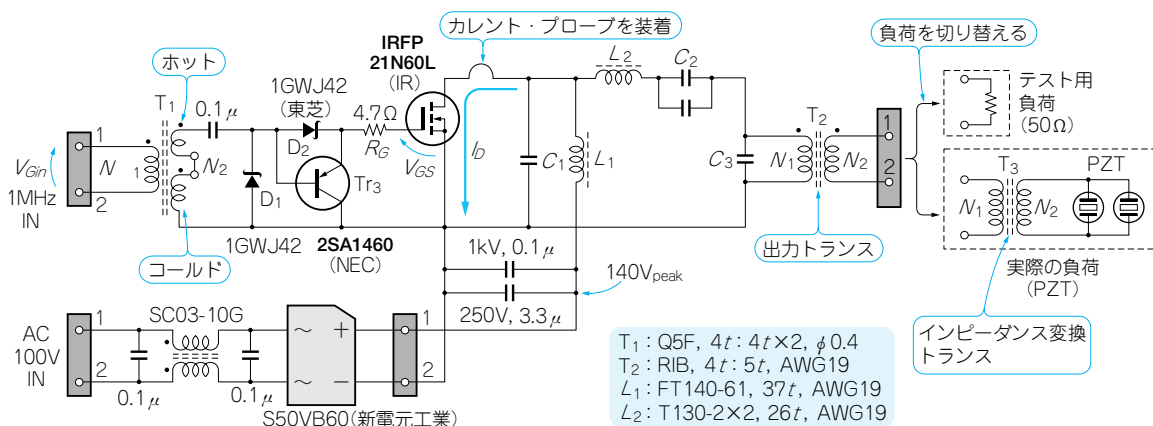 カレント・プローブを装着
負荷を切り替える
ホット
IRFP
21N60L
(IR)
L2
C2
テスト用
負荷
(50Ω)
T1
0.1μ
1GWJ42
(東芝)
4.7Ω
RG
D2
VGS
ID
T2
1
2
1
VGin
N
1
N2
D1
Tr3
C1
L1
C3
N1
N2
T3
PZT
N1
N2
1MHz
IN
2
1GWJ42
2SA1460
(NEC)
1kV, 0.1μ
出力トランス
コールド
140Vpeak
実際の負荷
(PZT)
SC03-10G
250V, 3.3μ
AC
100V
IN
1
2
0.1μ
0.1μ
～
～
+
−
1
2
インピーダンス変換
トランス
S50VB60(新電元工業)
T1：Q5F, 4t：4t×2, φ0.4
T2：RIB, 4t：5t, AWG19
L1：FT140-61, 37t, AWG19
L2：T130-2×2, 26t, AWG19